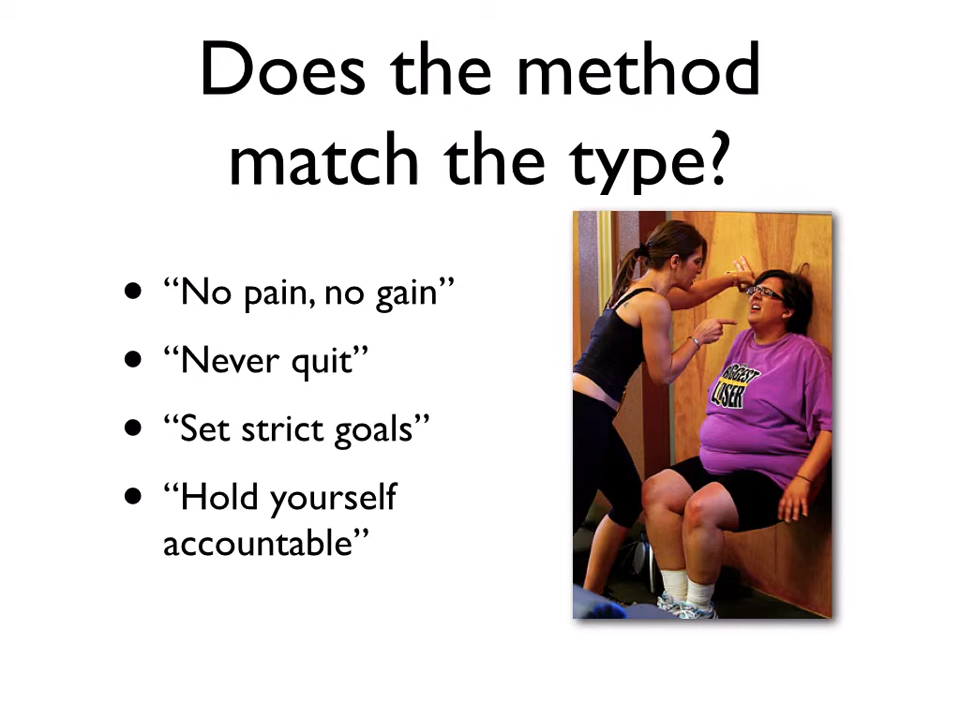 Does the method
match the type?
• “No pain, no gain”
• “Never quit”
• “Set strict goals”
• “Hold yourself
accountable”
LOSER